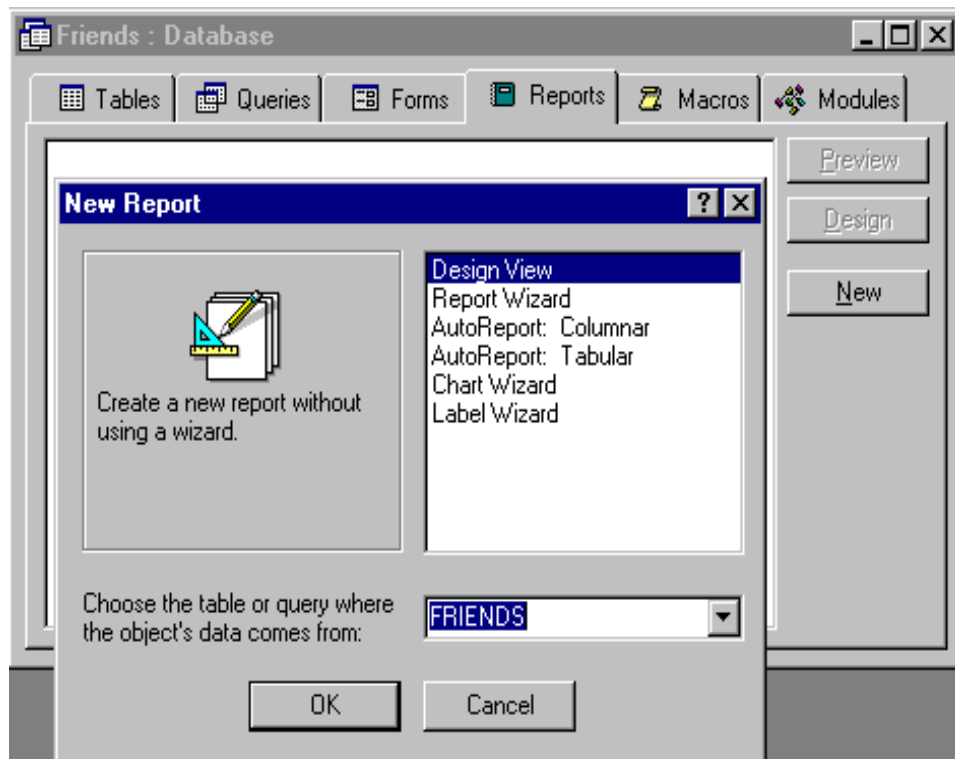 Friends : Database
Tables Queries Forms Reports Macros Modules
Preview
Design
New
New Report
Create a new report without
using a wizard.
Design View
Report Wizard
AutoReport: Columnar
AutoReport: Tabular
Chart Wizard
Label Wizard
Choose the table or query where
the object's data comes from:
FRIENDS
OK Cancel